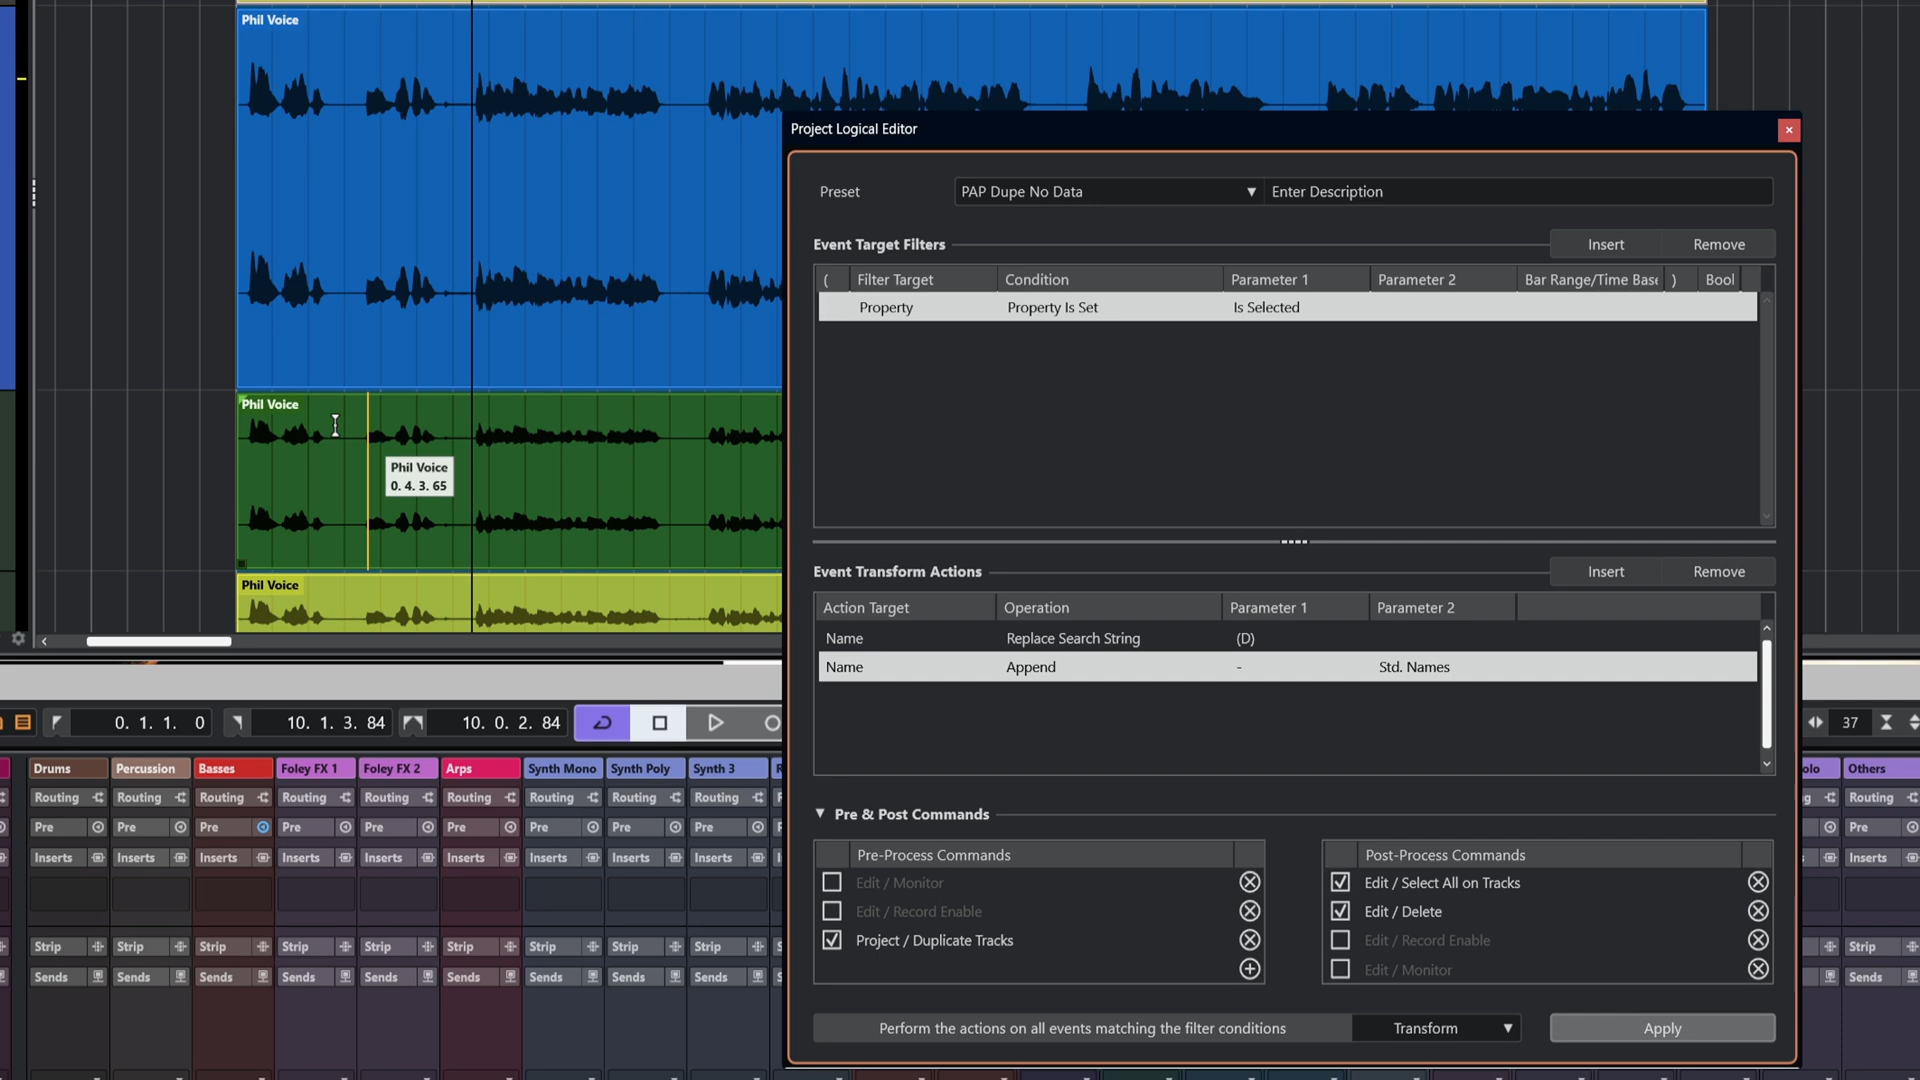 Phil Voice
Project Logical Editor
Preset
PAP Dupe No Data
Enter Description
Event Target Filters
Insert
Remove
(
Filter Target
Condition
Parameter 1
Parameter 2
Bar Range/Time Base
)
Bool
Property
Property Is Set
Is Selected
Phil Voice
Phil Voice
0. 4. 3. 65
Phil Voice
Event Transform Actions
Insert
Remove
Action Target
Operation
Parameter 1
Parameter 2
Name
Replace Search String
(D)
Name
Append
-
Std. Names
0. 1. 1. 0
10. 1. 3. 84
10. 0. 2. 84
37
Drums
Percussion
Basses
Foley FX 1
Foley FX 2
Arps
Synth Mono
Synth Poly
Synth 3
olo
Others
Routing
Routing
Routing
Routing
Routing
Routing
Routing
Routing
Routing
g
Routing
Pre
Pre
Pre
Pre
Pre
Pre
Pre
Pre
Pre
Pre
Inserts
Inserts
Inserts
Inserts
Inserts
Inserts
Inserts
Inserts
Inserts
s
Inserts
Strip
Strip
Strip
Strip
Strip
Strip
Strip
Strip
Strip
Strip
Sends
Sends
Sends
Sends
Sends
Sends
Sends
Sends
Sends
Sends
Pre & Post Commands
Pre-Process Commands
Edit / Monitor
Edit / Record Enable
Project / Duplicate Tracks
Post-Process Commands
Edit / Select All on Tracks
Edit / Delete
Edit / Record Enable
Edit / Monitor
Perform the actions on all events matching the filter conditions
Transform
Apply